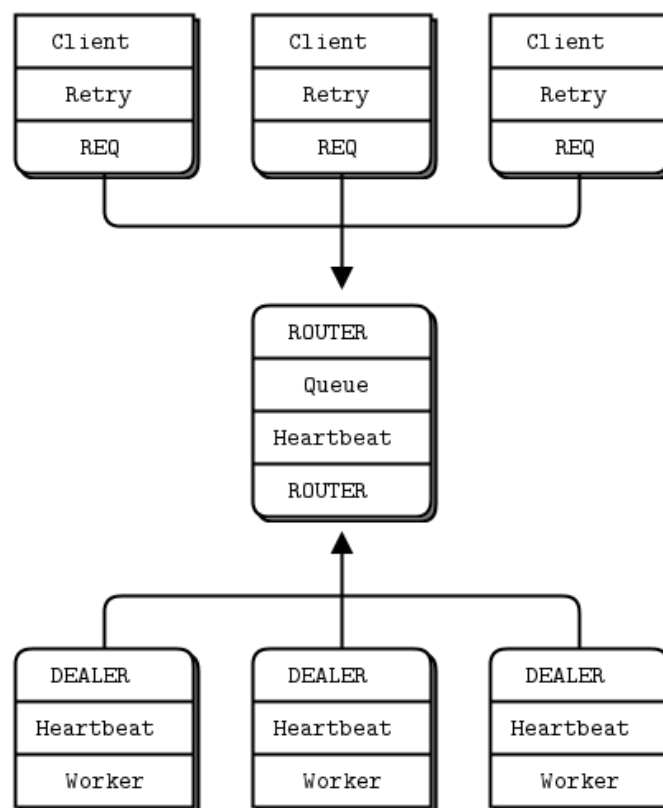 Client Client Client
Retry Retry Retry
REQ REQ REQ
ROUTER
Queue
Heartbeat
ROUTER
DEALER DEALER DEALER
Heartbeat Heartbeat Heartbeat
Worker Worker Worker